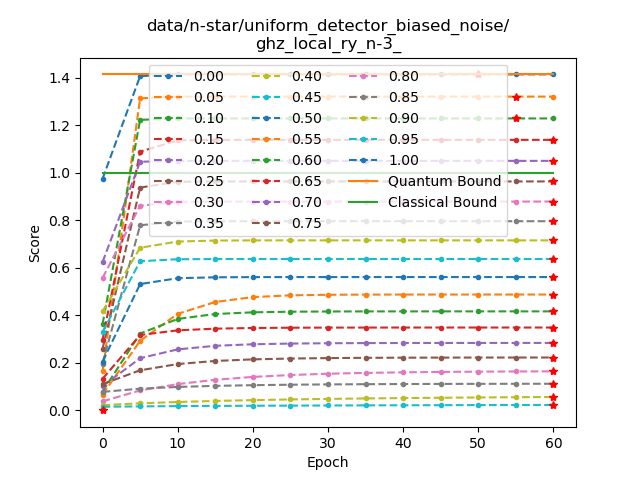 data/n-star/uniform_detector_biased_noise/
ghz_local_ry_n-3_
Score
1.4
1.2
1.0
0.8
0.6
0.4
0.2
0.0
0.00 0.40 0.80
0.05 0.45 0.85
0.10 0.50 0.90
0.15 0.55 0.95
0.20 0.60 1.00
0.25 0.65 Quantum Bound
0.30 0.70 Classical Bound
0.35 0.75
0 10 20 30 40 50 60
Epoch